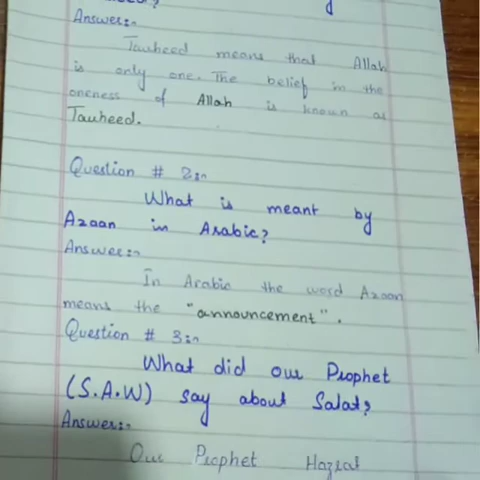 Answer:-
Tauheed means that Allah
is only one. The belief in the
oneness of Allah is known as
Tauheed.
Question # 2:-
What is meant by
Azaan in Arabic?
Answer:-
In Arabic the word Azaan
means the "announcement".
Question # 3:-
What did our Prophet
(S.A.W) say about Salat?
Answer:-
Our Prophet Hazrat